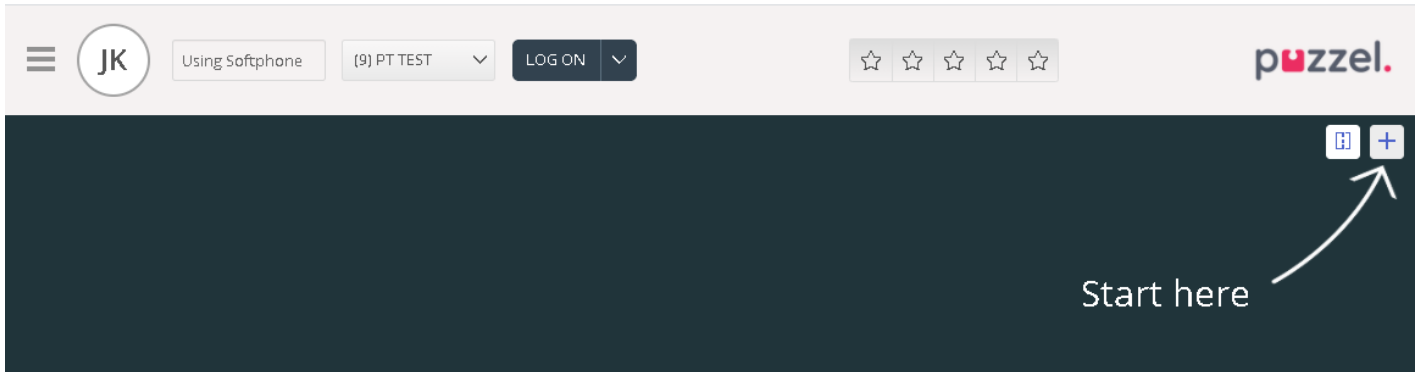 JK
Using Softphone
(9) PT TEST
LOG ON
puzzel.
Start here